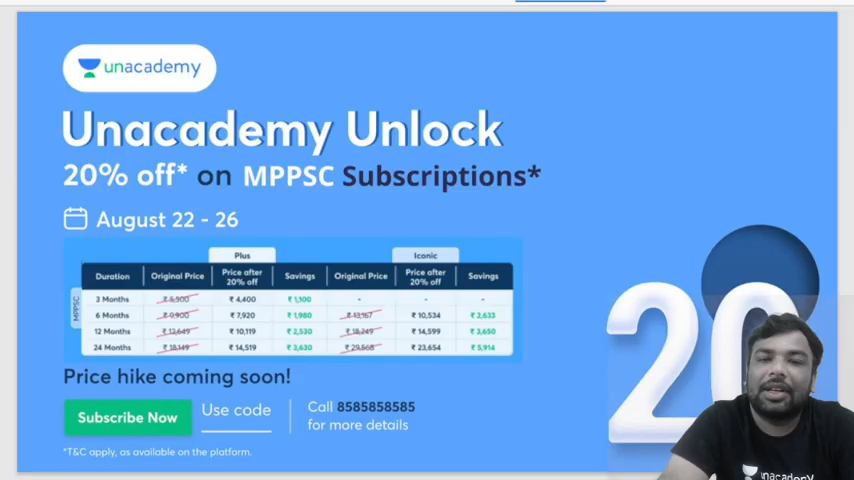 unacademy
Unacademy Unlock
20% off* on MPPSC Subscriptions*
August 22 - 26
Plus Iconic
Duration Original Price Price after 20% off Savings Original Price Price after 20% off Savings
MPPSC
3 Months ₹ 5,500 ₹ 4,400 ₹ 1,100 - - -
6 Months ₹ 9,900 ₹ 7,920 ₹ 1,980 ₹ 13,167 ₹ 10,534 ₹ 2,633
12 Months ₹ 12,649 ₹ 10,119 ₹ 2,530 ₹ 18,249 ₹ 14,599 ₹ 3,650
24 Months ₹ 18,149 ₹ 14,519 ₹ 3,630 ₹ 29,568 ₹ 23,654 ₹ 5,914
Price hike coming soon!
Subscribe Now
Use code
Call 8585858585
for more details
*T&C apply, as available on the platform.
20
unacademy